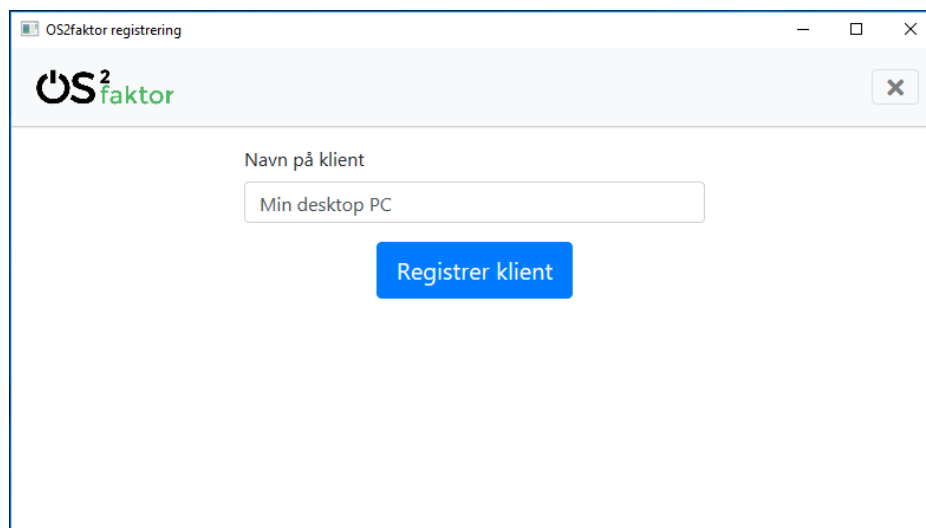 OS2faktor registrering
OS2faktor
Navn på klient
Min desktop PC
Registrer klient